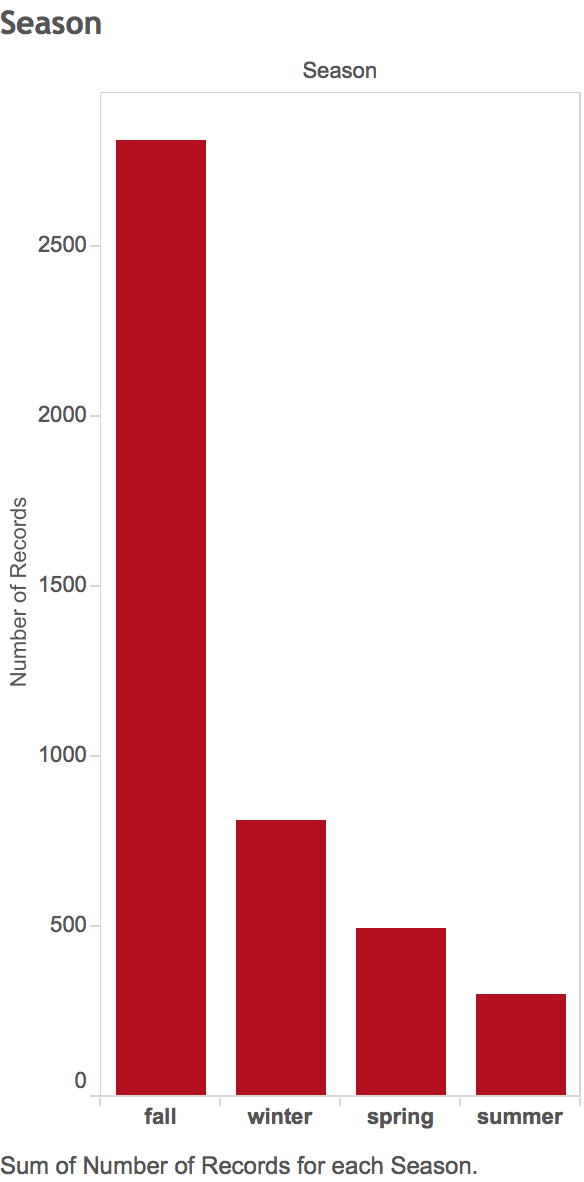 Season
Season
2500
2000
1500
1000
500
0
Number of Records
fall winter spring summer
Sum of Number of Records for each Season.